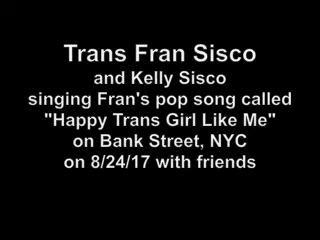 Trans Fran Sisco
and Kelly Sisco
singing Fran's pop song called
"Happy Trans Girl Like Me"
on Bank Street, NYC
on 8/24/17 with friends